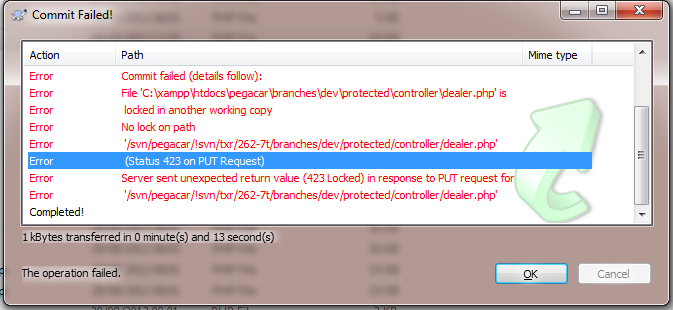 Commit Failed!
Action Path Mime type
Error Commit failed (details follow):
Error File 'C:\xampp\htdocs\pegacar\branches\dev\protected\controller\dealer.php' is
Error locked in another working copy
Error No lock on path
Error '/svn/pegacar/!svn/txr/262-7t/branches/dev/protected/controller/dealer.php'
Error (Status 423 on PUT Request)
Error Server sent unexpected return value (423 Locked) in response to PUT request for
Error '/svn/pegacar/!svn/txr/262-7t/branches/dev/protected/controller/dealer.php'
Completed!
1 kBytes transferred in 0 minute(s) and 13 second(s)
The operation failed.
OK Cancel